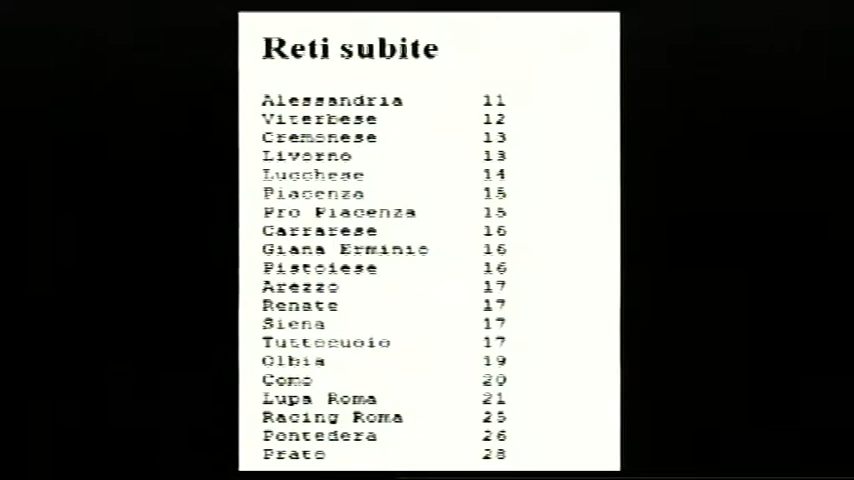 Reti subite
Alessandria 11
Viterbese 12
Cremonese 13
Livorno 13
Lucchese 14
Piacenza 15
Pro Piacenza 15
Carrarese 16
Giana Erminio 16
Pistoiese 16
Arezzo 17
Renate 17
Siena 17
Tuttocuoio 17
Olbia 19
Como 20
Lupa Roma 21
Racing Roma 25
Pontedera 26
Prato 28